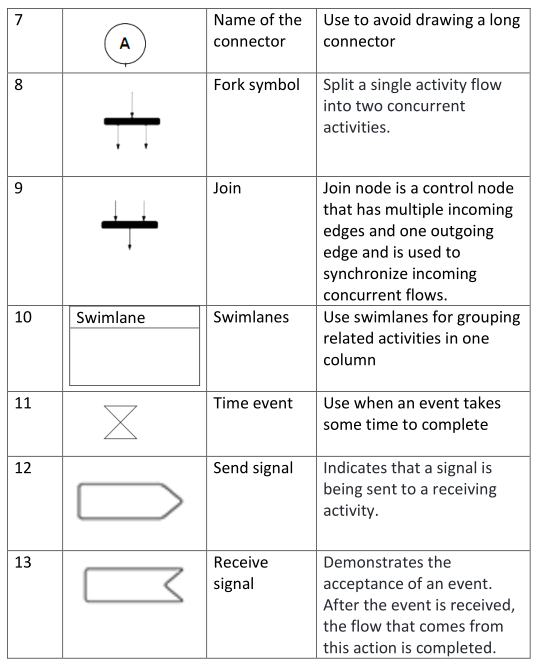 7
A
Name of the
connector
Use to avoid drawing a long
connector
8
Fork symbol
Split a single activity flow
into two concurrent
activities.
9
Join
Join node is a control node
that has multiple incoming
edges and one outgoing
edge and is used to
synchronize incoming
concurrent flows.
10
Swimlane
Swimlanes
Use swimlanes for grouping
related activities in one
column
11
Time event
Use when an event takes
some time to complete
12
Send signal
Indicates that a signal is
being sent to a receiving
activity.
13
Receive
signal
Demonstrates the
acceptance of an event.
After the event is received,
the flow that comes from
this action is completed.